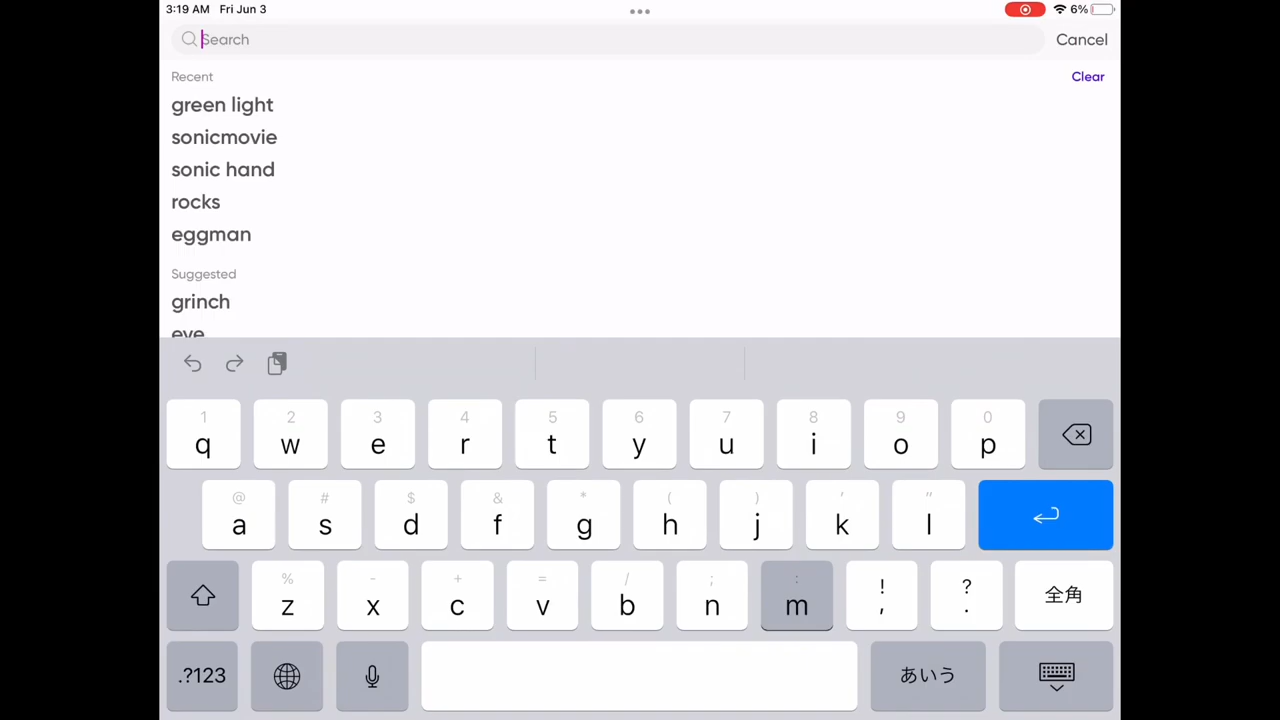 3:19 AM Fri Jun 3
6%
Search
Cancel
Recent
Clear
green light
sonicmovie
sonic hand
rocks
eggman
Suggested
grinch
eye
1 2 3 4 5 6 7 8 9 0
q w e r t y u i o p
@ # $ & * ( ) ' "
a s d f g h j k l
% - + = / ; : ! ?
z x c v b n m , . 全角
.?123
あいう